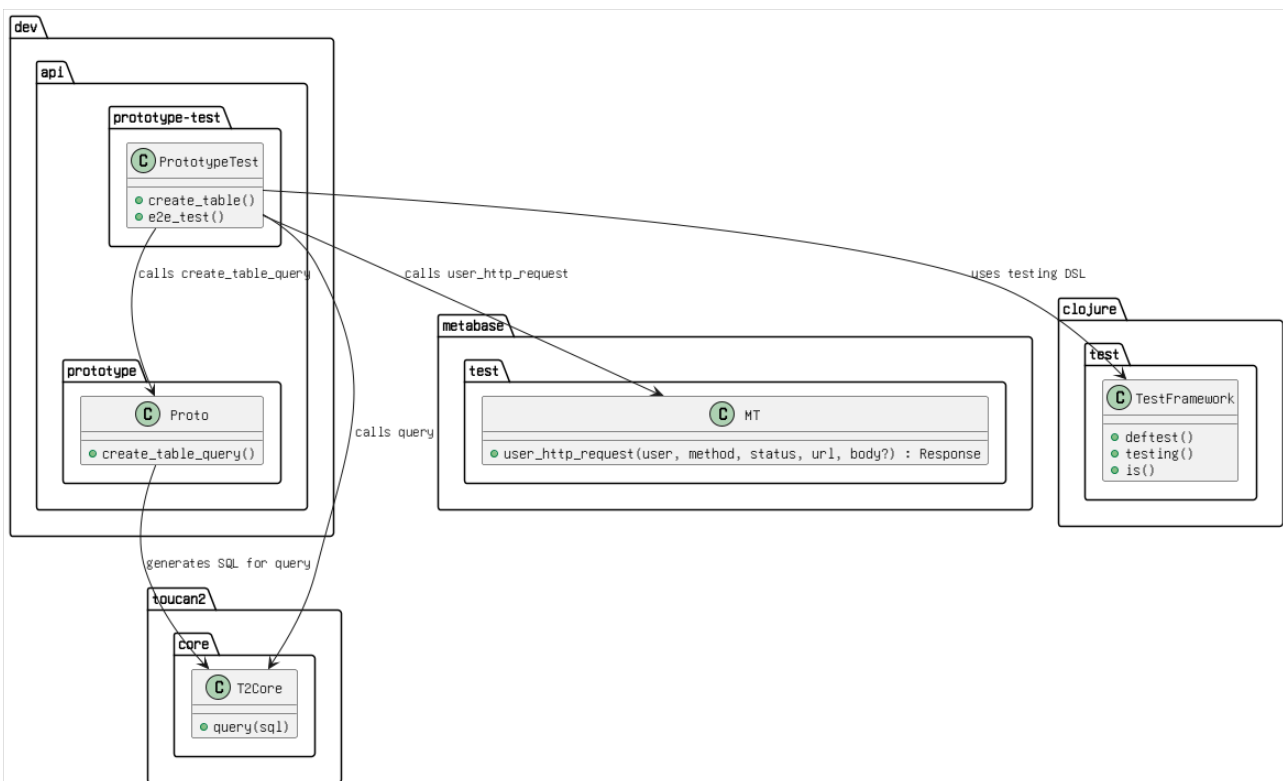 dev
api
prototype-test
C PrototypeTest
create_table()
e2e_test()
calls create_table_query
calls user_http_request
uses testing DSL
clojure
metabase
test
TestFramework
C
deftest()
testing()
is()
prototype
test
C Proto
create_table_query()
C MT
user_http_request(user, method, status, url, body?) : Response
calls query
generates SQL for query
toucan2
core
C T2Core
query(sql)